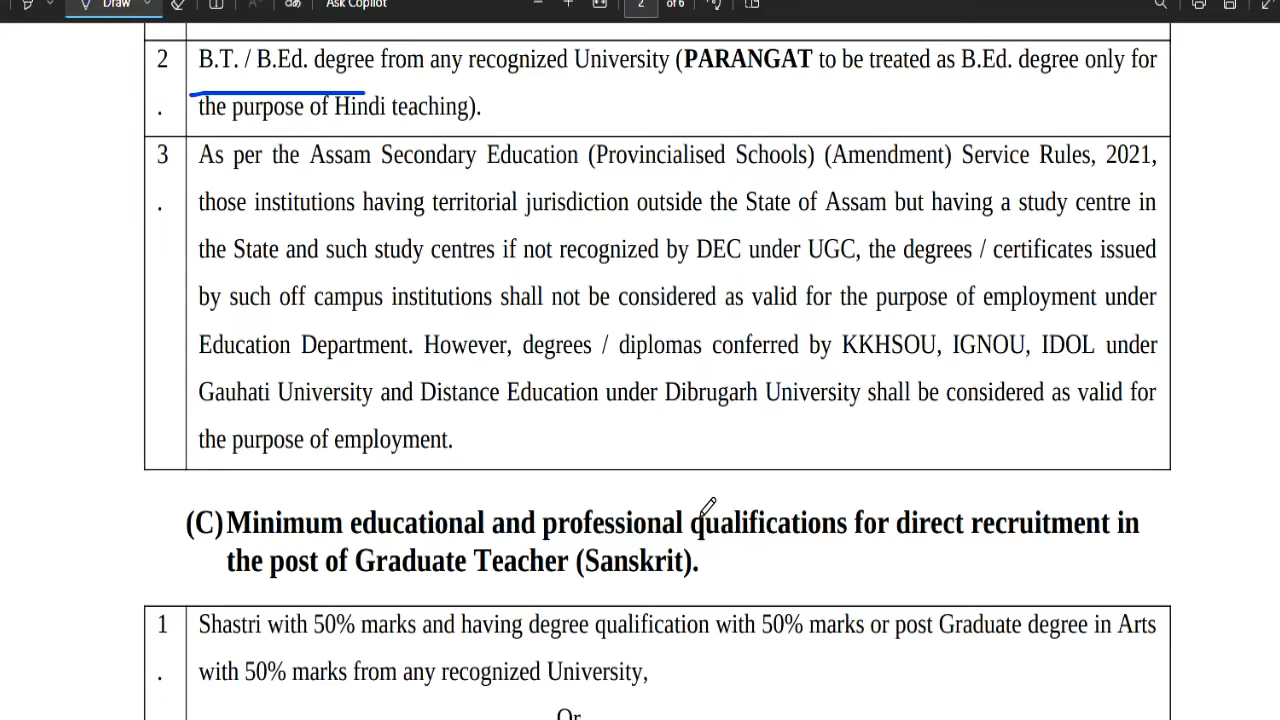 Draw
Ask Copilot
2 of 6
2 B.T. / B.Ed. degree from any recognized University (PARANGAT to be treated as B.Ed. degree only for
. the purpose of Hindi teaching).
3 As per the Assam Secondary Education (Provincialised Schools) (Amendment) Service Rules, 2021,
. those institutions having territorial jurisdiction outside the State of Assam but having a study centre in
the State and such study centres if not recognized by DEC under UGC, the degrees / certificates issued
by such off campus institutions shall not be considered as valid for the purpose of employment under
Education Department. However, degrees / diplomas conferred by KKHSOU, IGNOU, IDOL under
Gauhati University and Distance Education under Dibrugarh University shall be considered as valid for
the purpose of employment.
(C) Minimum educational and professional qualifications for direct recruitment in
the post of Graduate Teacher (Sanskrit).
1 Shastri with 50% marks and having degree qualification with 50% marks or post Graduate degree in Arts
. with 50% marks from any recognized University,
Or